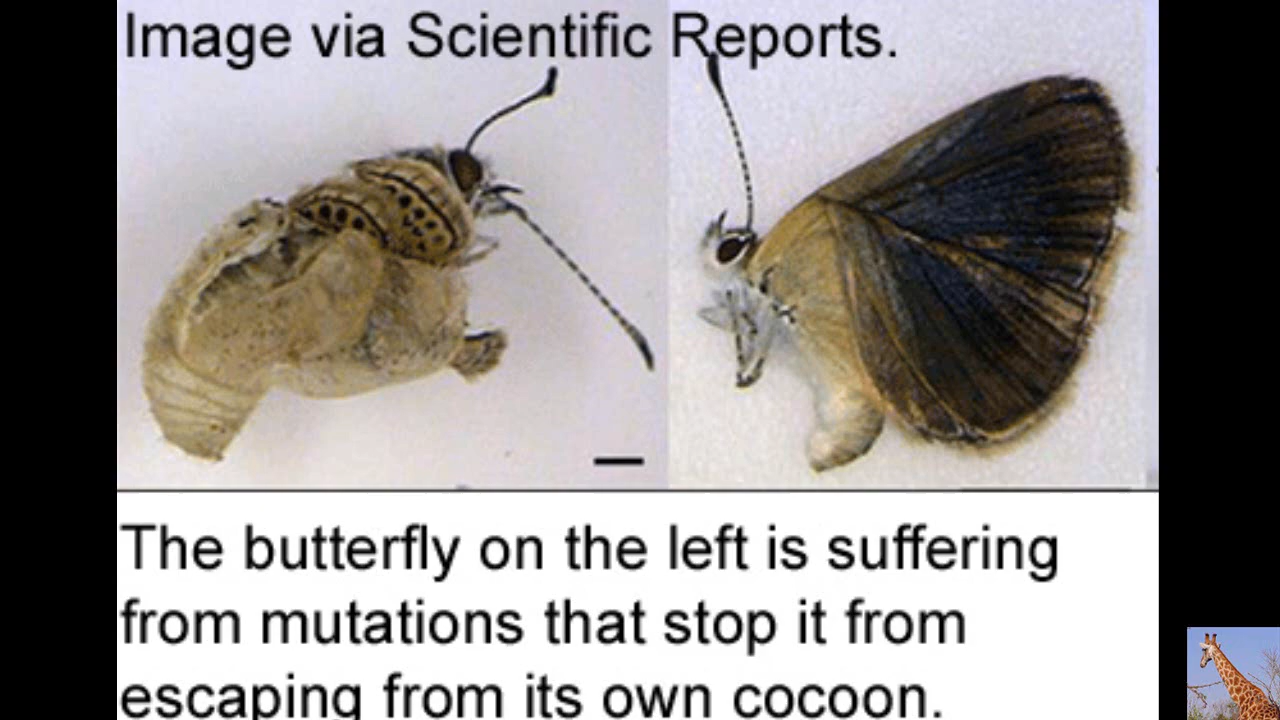 Image via Scientific Reports.
The butterfly on the left is suffering
from mutations that stop it from
escaping from its own cocoon.